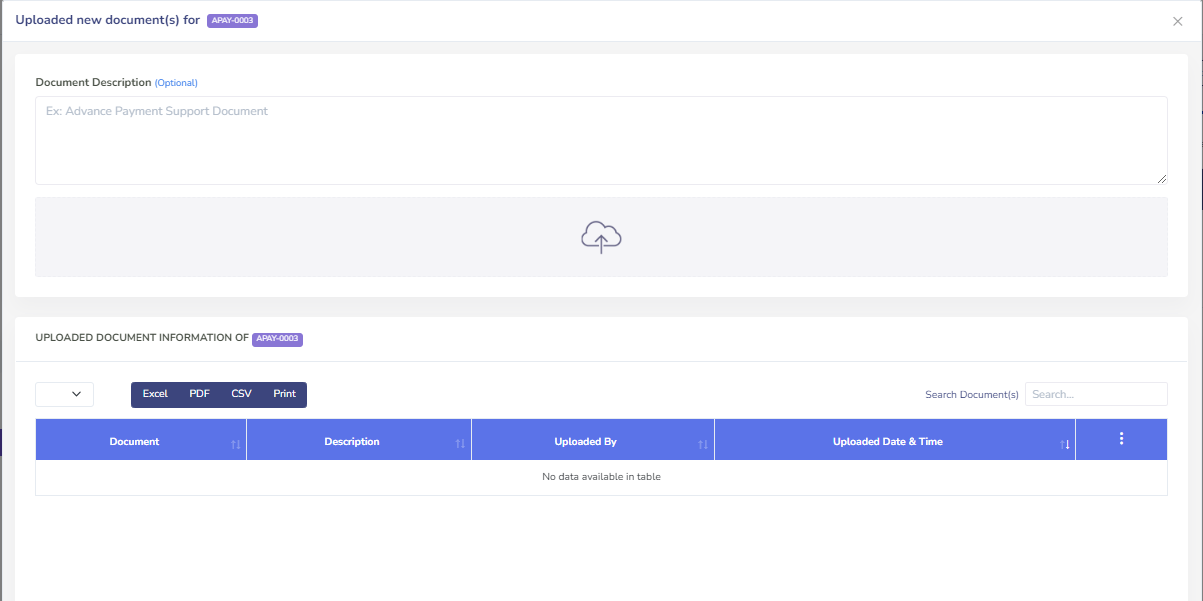 Uploaded new document(s) for APAY-0003
Document Description (Optional)
Ex: Advance Payment Support Document
UPLOADED DOCUMENT INFORMATION OF APAY-0003
Excel PDF CSV Print Search Document(s) Search...
Document Description Uploaded By Uploaded Date & Time
No data available in table